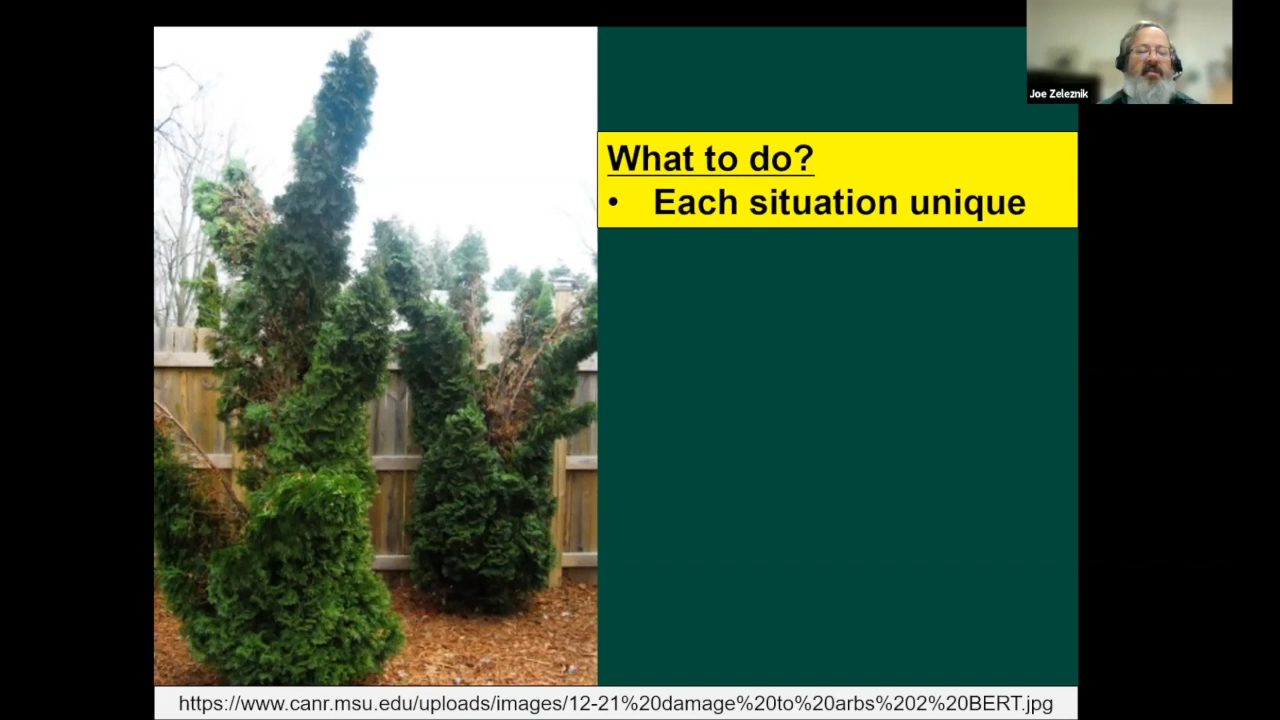 Joe Zeleznik
What to do?
• Each situation unique
https://www.canr.msu.edu/uploads/images/12-21%20damage%20to%20arbs%202%20BERT.jpg